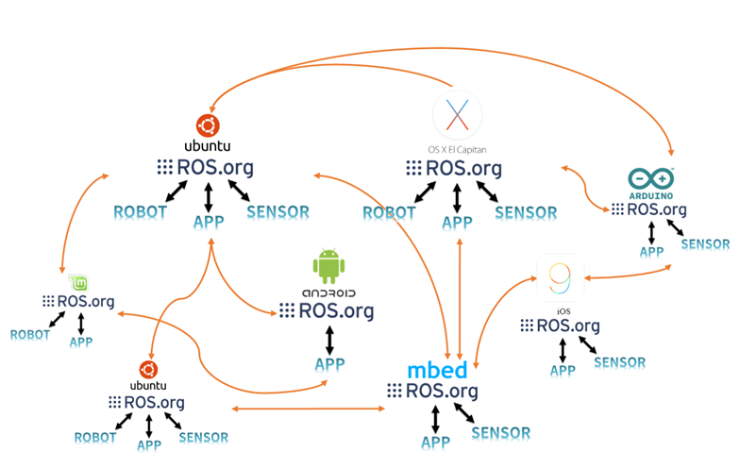 ubuntu
ROS.org
ROBOT
APP
SENSOR
OS X El Capitan
ROS.org
ROBOT
APP
SENSOR
ARDUINO
ROS.org
APP
SENSOR
ROS.org
ROBOT
APP
ANDROID
ROS.org
APP
9
iOS
ROS.org
APP
SENSOR
ubuntu
ROS.org
ROBOT
APP
SENSOR
mbed
ROS.org
APP
SENSOR